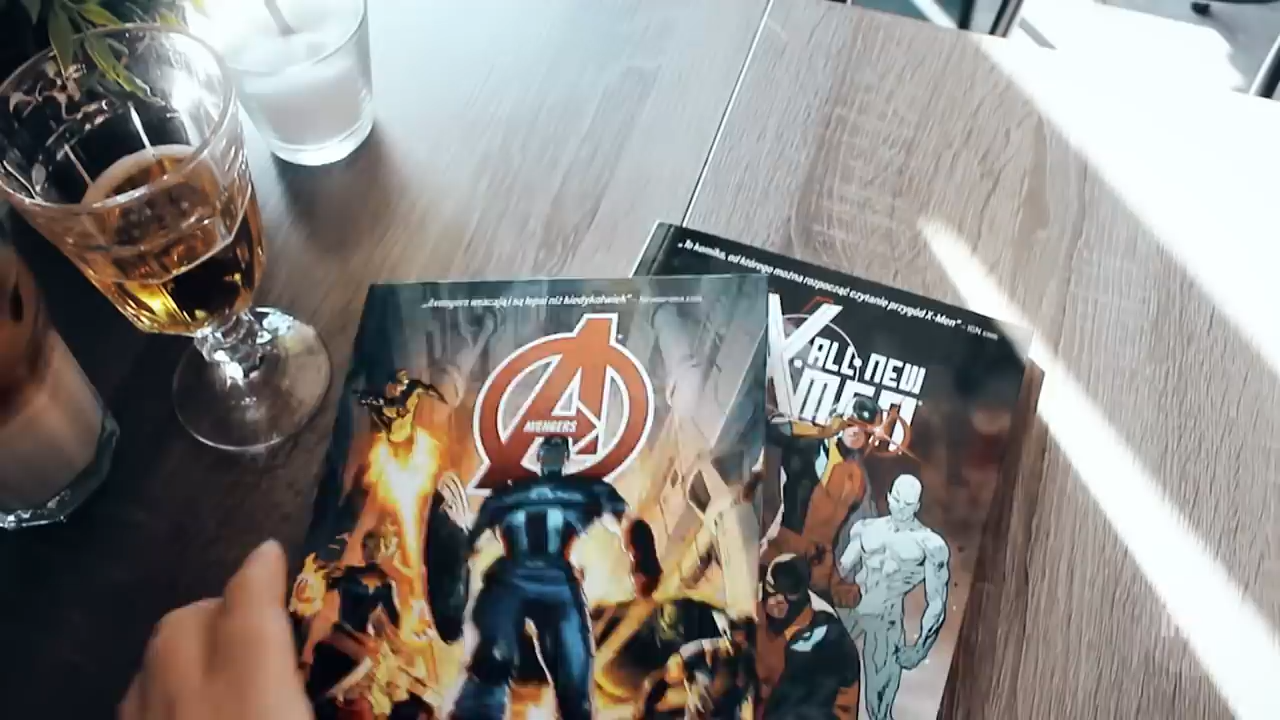 „To komiks, od którego można rozpocząć czytanie przygód X-Men” – IGN.com
„Avengers wracają i są lepsi niż kiedykolwiek” –
A
AVENGERS
ALL-NEW
X-MEN